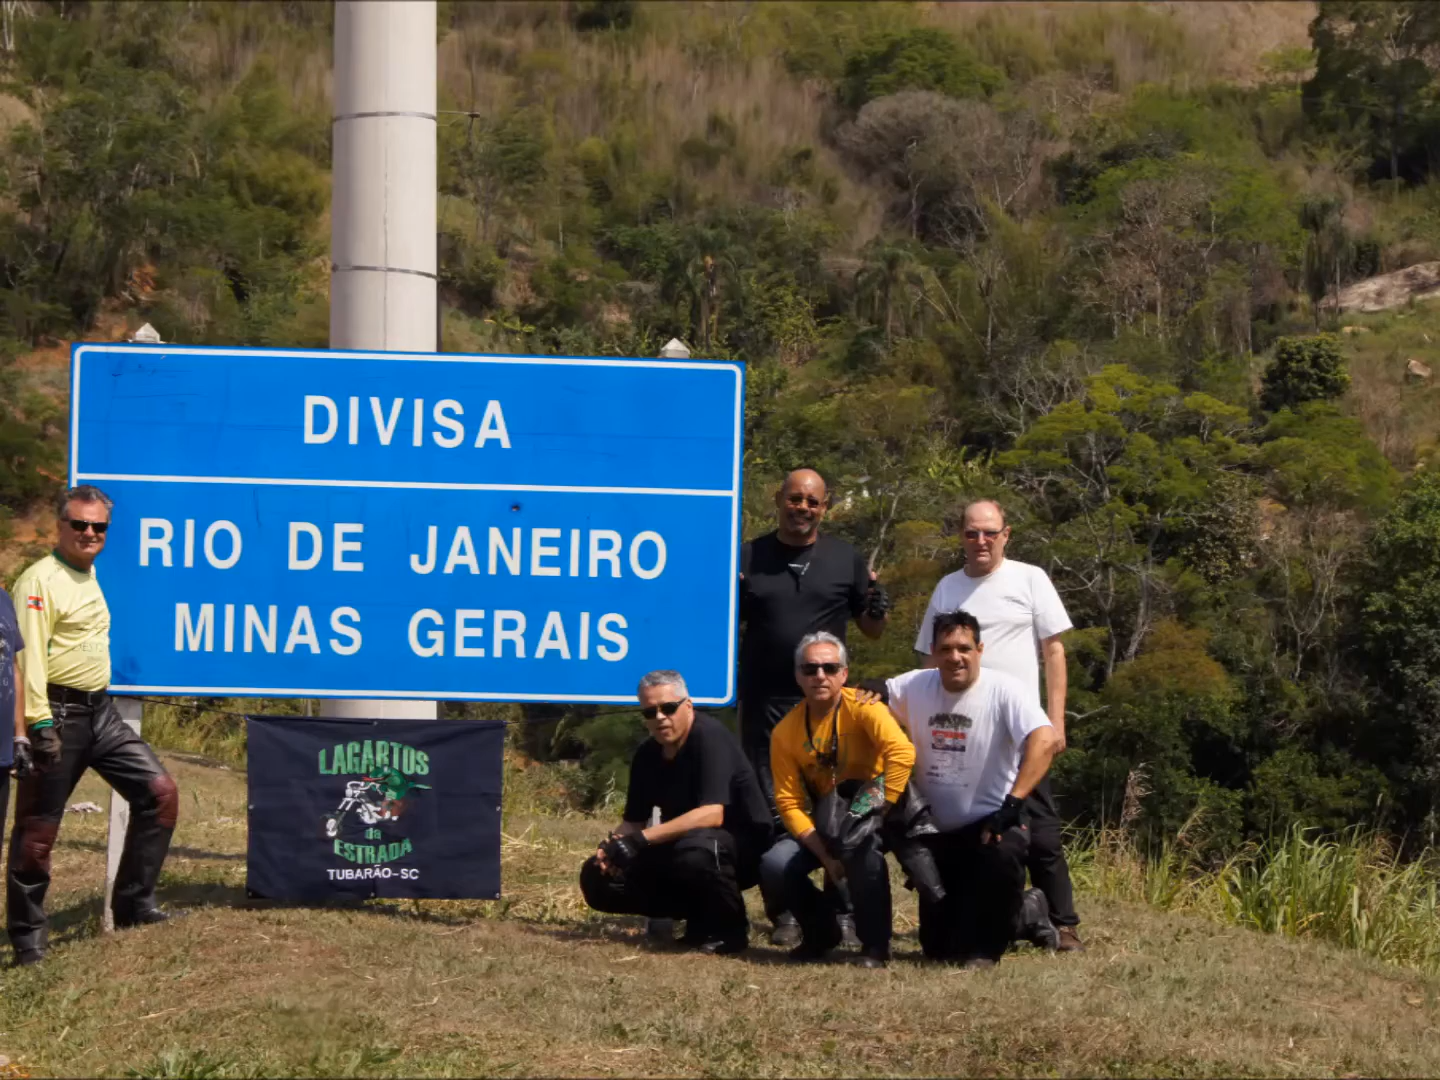 DIVISA
RIO DE JANEIRO
MINAS GERAIS
LAGARTOS
da
ESTRADA
TUBARÃO-SC